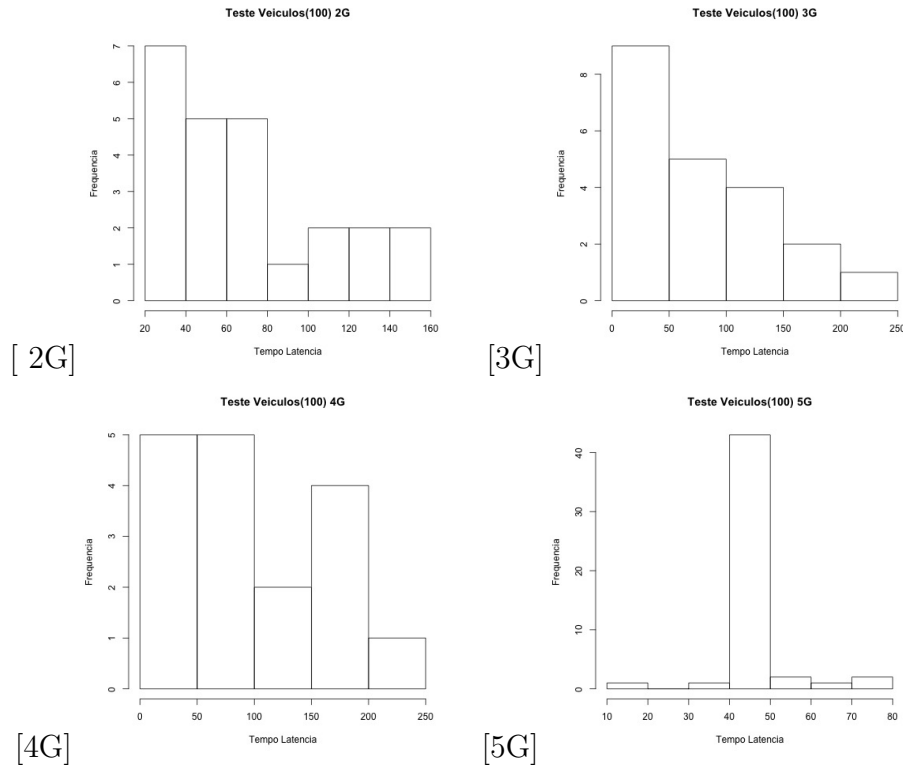 Teste Veiculos(100) 2G
Frequencia
0 1 2 3 4 5 6 7
20 40 60 80 100 120 140 160
Tempo Latencia
[ 2G]
Teste Veiculos(100) 3G
Frequencia
0 2 4 6 8
0 50 100 150 200 250
Tempo Latencia
[3G]
Teste Veiculos(100) 4G
Frequencia
0 1 2 3 4 5
0 50 100 150 200 250
Tempo Latencia
[4G]
Teste Veiculos(100) 5G
Frequencia
0 10 20 30 40
10 20 30 40 50 60 70 80
Tempo Latencia
[5G]